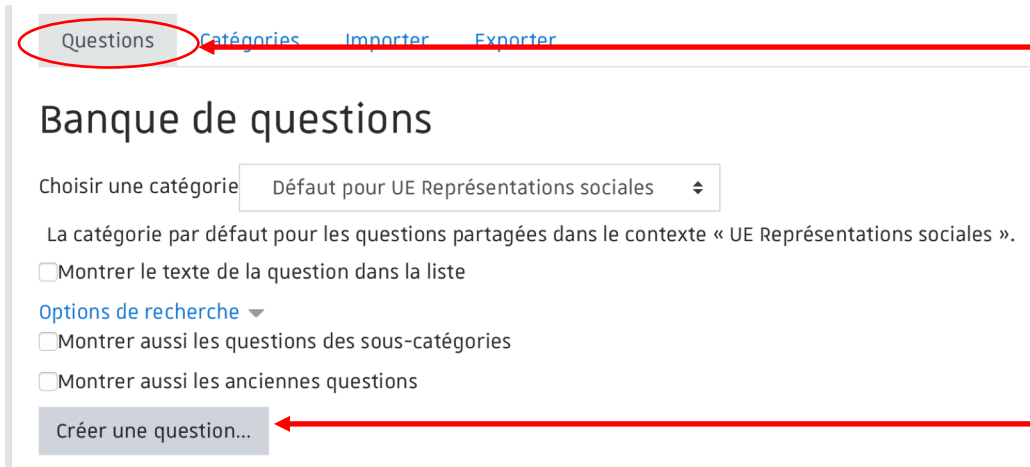 Questions Catégories Importer Exporter
Banque de questions
Choisir une catégorie Défaut pour UE Représentations sociales
La catégorie par défaut pour les questions partagées dans le contexte « UE Représentations sociales ».
Montrer le texte de la question dans la liste
Options de recherche
Montrer aussi les questions des sous-catégories
Montrer aussi les anciennes questions
Créer une question...